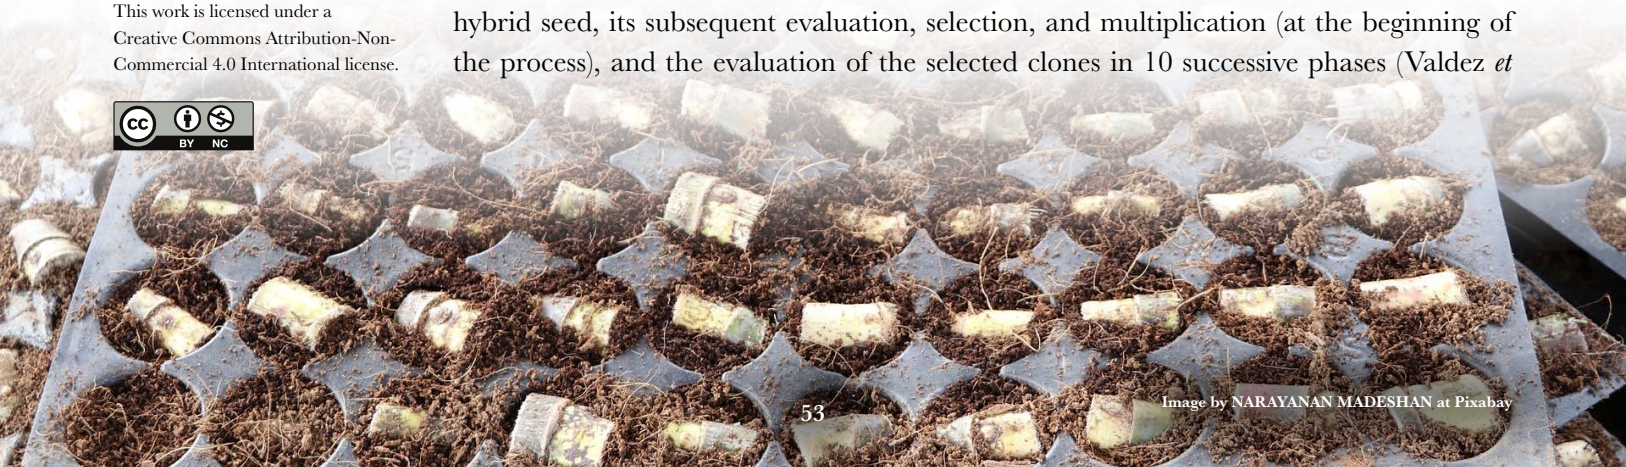 This work is licensed under a
Creative Commons Attribution-Non-
Commercial 4.0 International license.
CC
BY NC
hybrid seed, its subsequent evaluation, selection, and multiplication (at the beginning of
the process), and the evaluation of the selected clones in 10 successive phases (Valdez et
53
Image by NARAYANAN MADESHAN at Pixabay